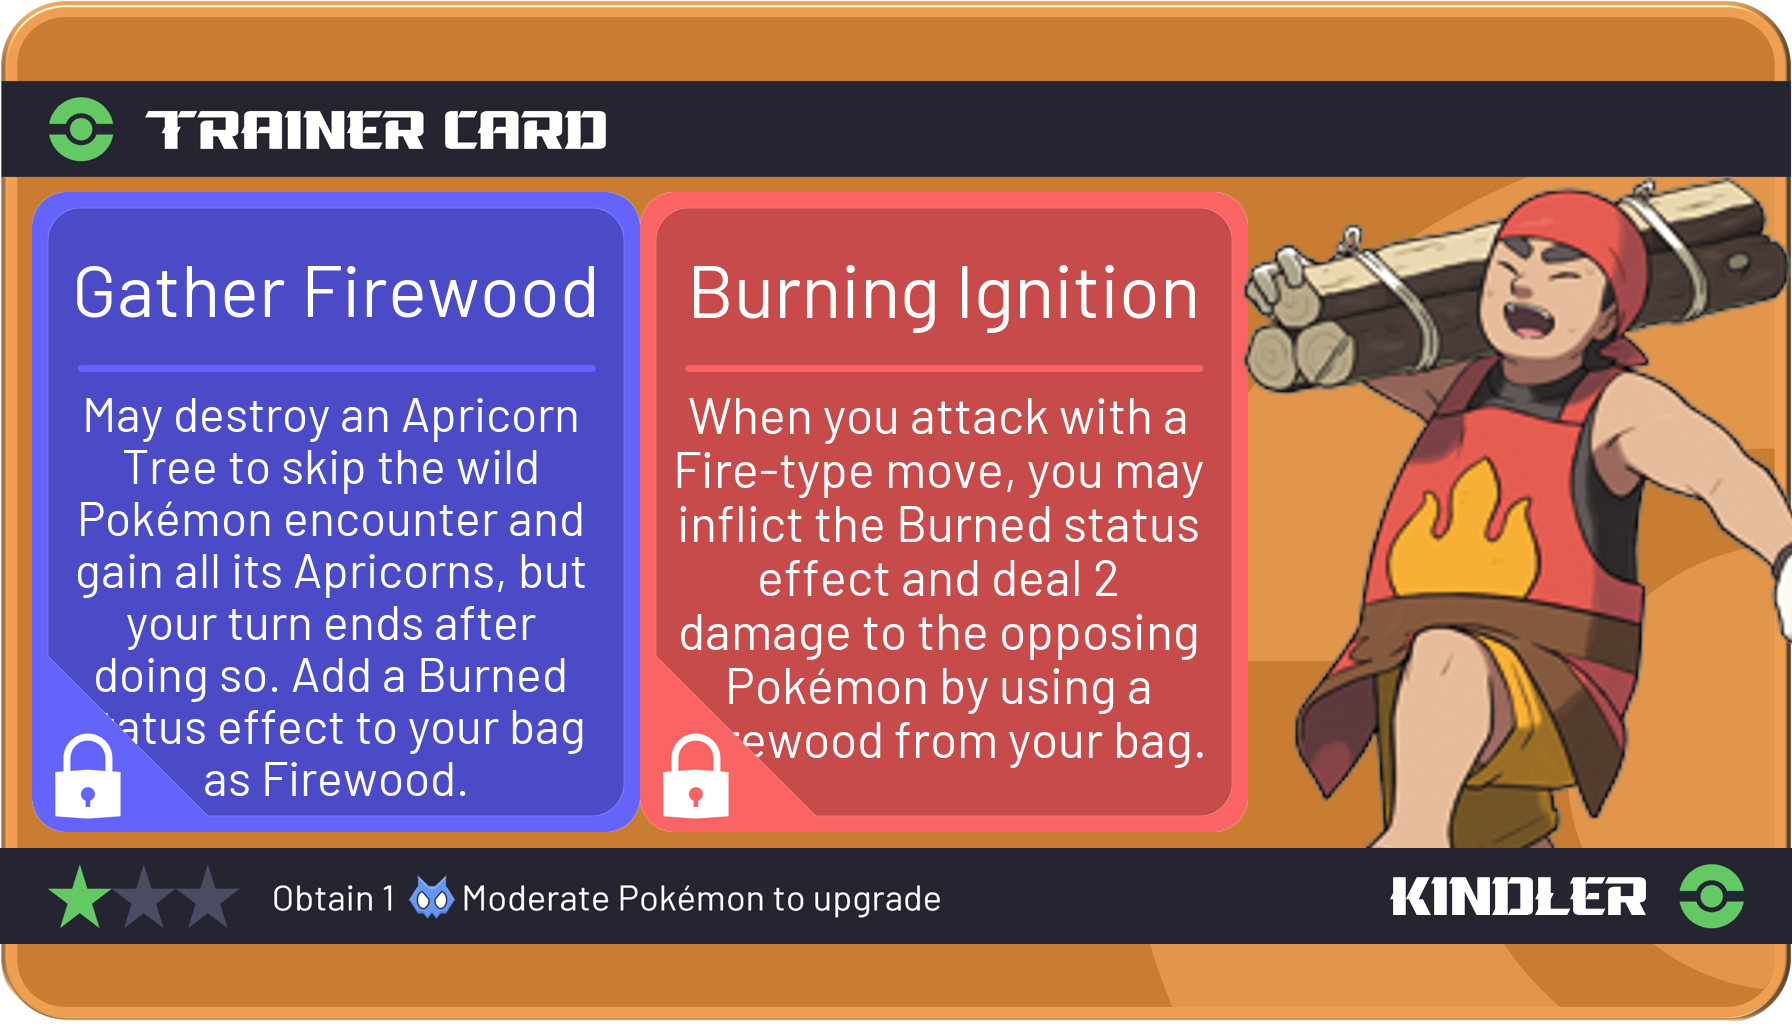 TRAINER CARD
Gather Firewood
May destroy an Apricorn
Tree to skip the wild
Pokémon encounter and
gain all its Apricorns, but
your turn ends after
doing so. Add a Burned
atus effect to your bag
as Firewood.
Burning Ignition
When you attack with a
Fire-type move, you may
inflict the Burned status
effect and deal 2
damage to the opposing
Pokémon by using a
ewood from your bag.
Obtain 1 Moderate Pokémon to upgrade
KINDLER